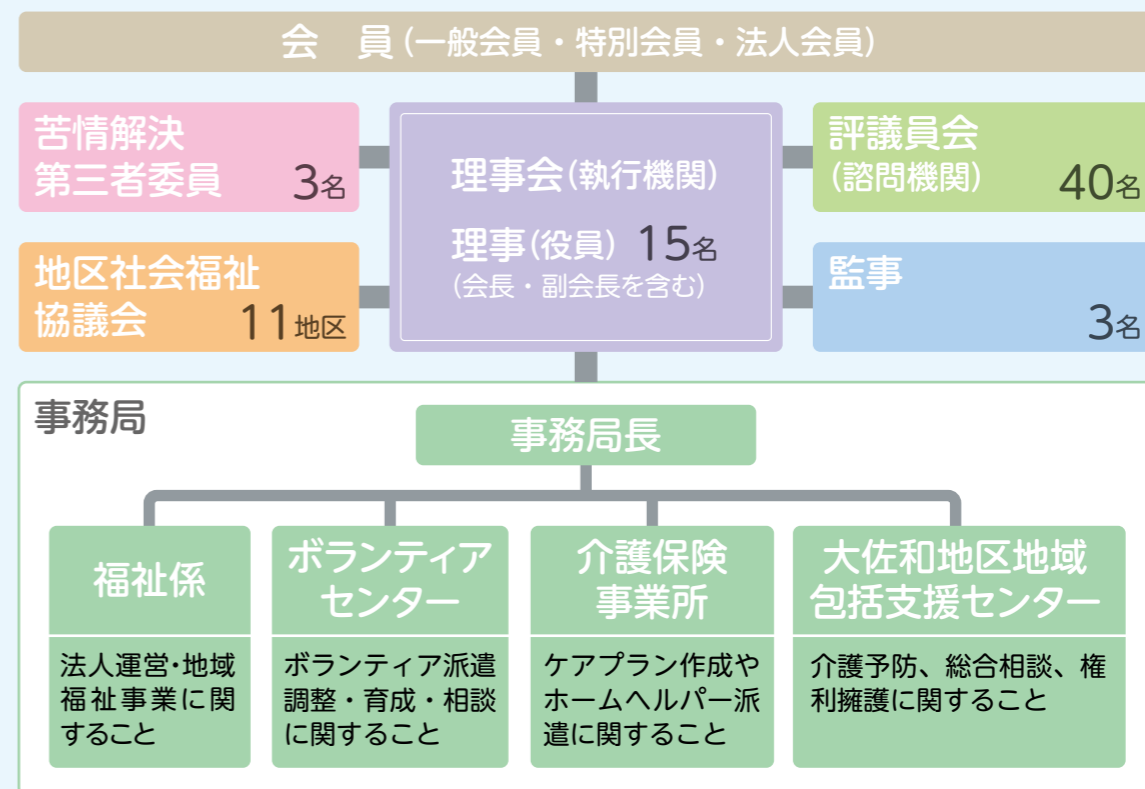 会　員(一般会員・特別会員・法人会員)
苦情解決
第三者委員 3名
地区社会福祉
協議会 11地区
理事会(執行機関)
理事(役員) 15名
(会長・副会長を含む)
評議員会
(諮問機関) 40名
監事
3名
事務局
事務局長
福祉係
法人運営・地域
福祉事業に関
すること
ボランティア
センター
ボランティア派遣
調整・育成・相談
に関すること
介護保険
事業所
ケアプラン作成や
ホームヘルパー派
遣に関すること
大佐和地区地域
包括支援センター
介護予防、総合相談、権
利擁護に関すること